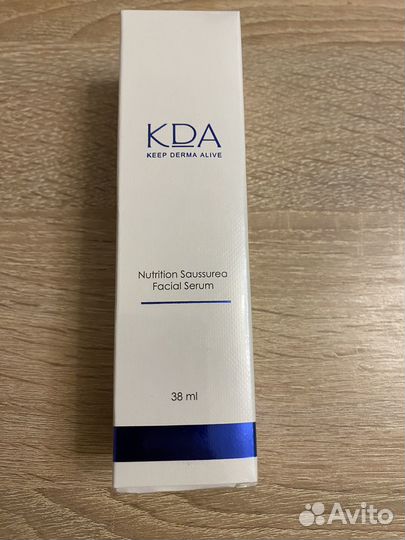 KDA
KEEP DERMA ALIVE
Nutrition Saussurea
Facial Serum
38 ml
Avito